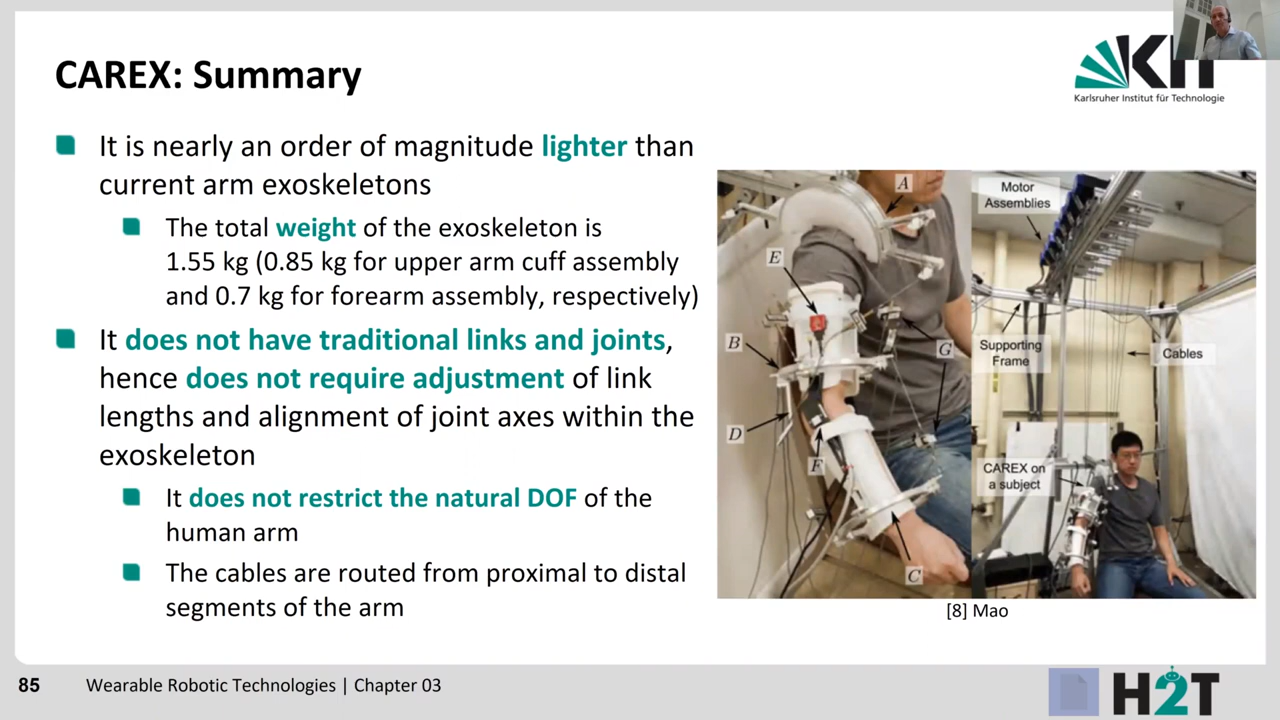 CAREX: Summary
KIT
Karlsruher Institut für Technologie
It is nearly an order of magnitude lighter than
current arm exoskeletons
The total weight of the exoskeleton is
1.55 kg (0.85 kg for upper arm cuff assembly
and 0.7 kg for forearm assembly, respectively)
It does not have traditional links and joints,
hence does not require adjustment of link
lengths and alignment of joint axes within the
exoskeleton
It does not restrict the natural DOF of the
human arm
The cables are routed from proximal to distal
segments of the arm
A
E
B
G
D
F
C
Motor
Assemblies
Supporting
Frame
Cables
CAREX on
a subject
[8] Mao
85
Wearable Robotic Technologies | Chapter 03
H2T